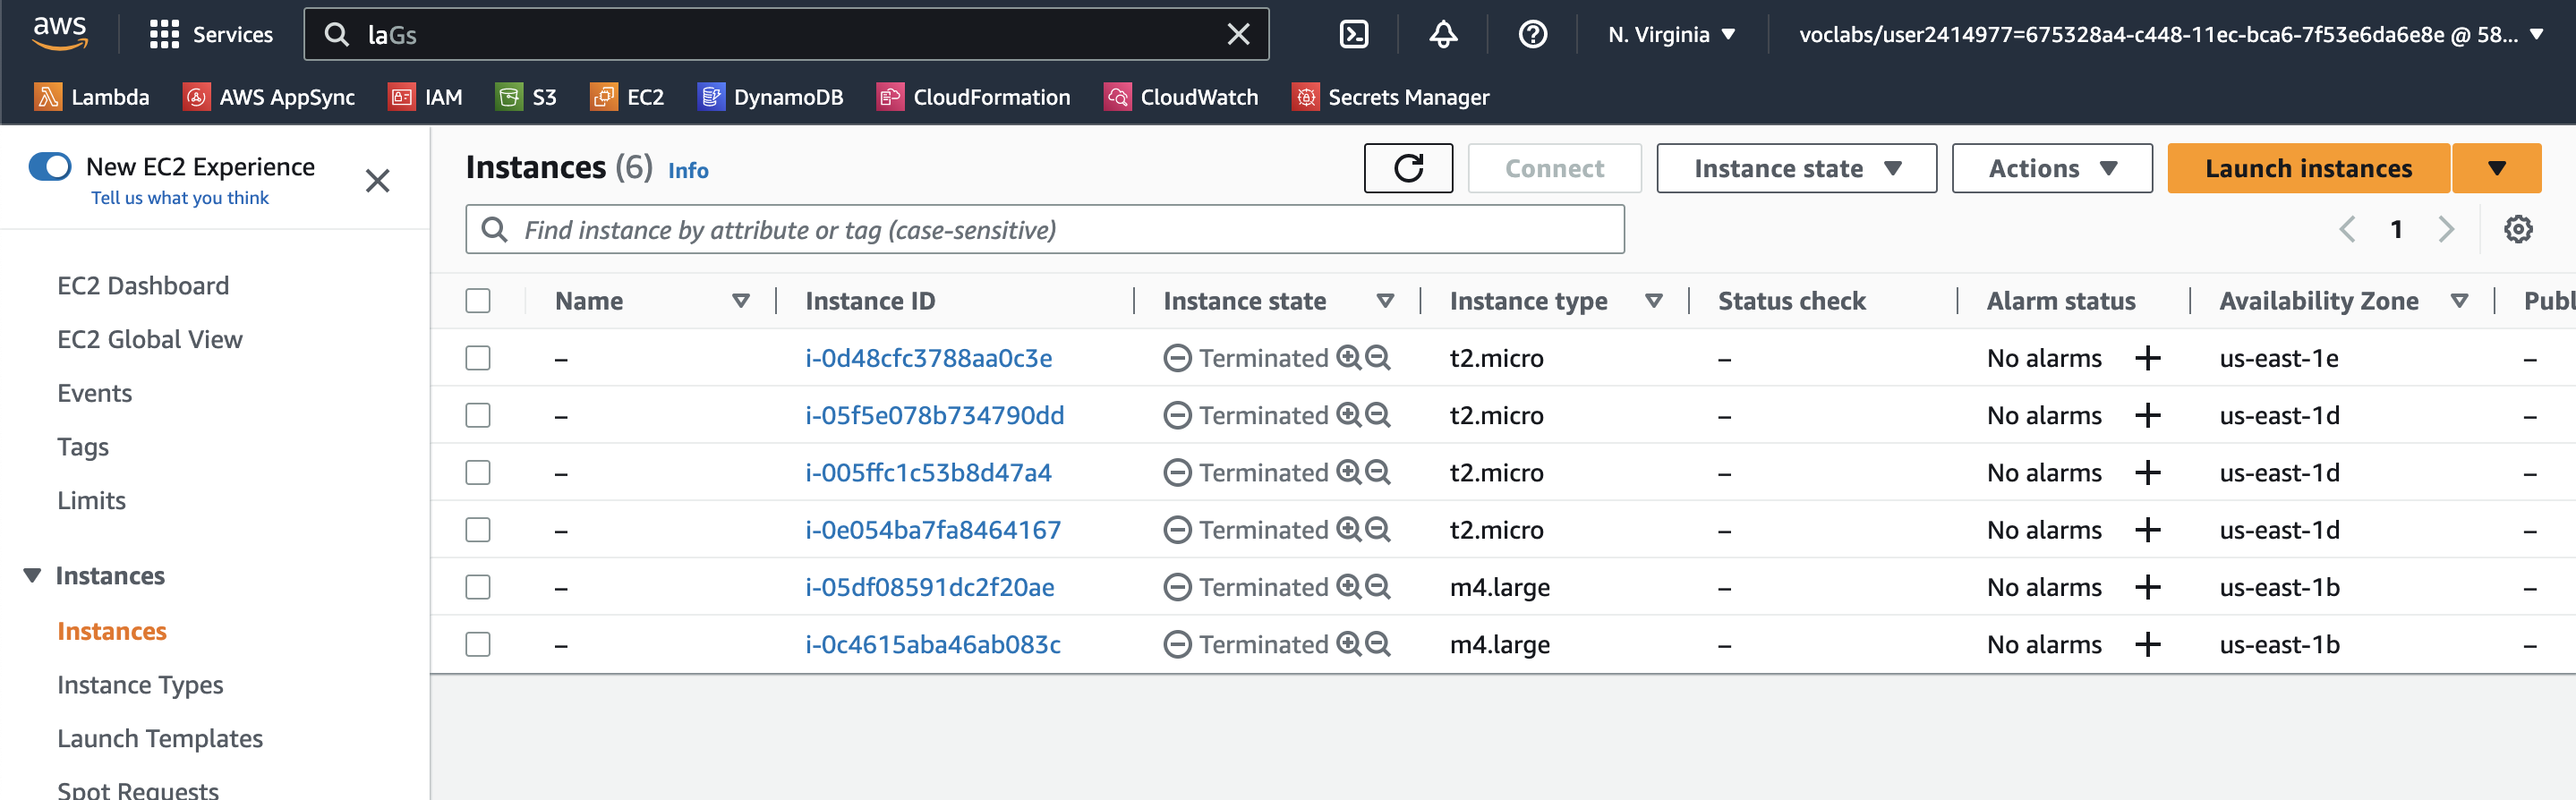 aws Services laGs N. Virginia voclabs/user2414977=675328a4-c448-11ec-bca6-7f53e6da6e8e @ 58...
Lambda AWS AppSync IAM S3 EC2 DynamoDB CloudFormation CloudWatch Secrets Manager
New EC2 Experience
Tell us what you think
EC2 Dashboard
EC2 Global View
Events
Tags
Limits
Instances
Instances
Instance Types
Launch Templates
Spot Requests
Instances (6) Info Connect Instance state Actions Launch instances
Find instance by attribute or tag (case-sensitive) 1
Name Instance ID Instance state Instance type Status check Alarm status Availability Zone Publ
– i-0d48cfc3788aa0c3e Terminated t2.micro – No alarms + us-east-1e –
– i-05f5e078b734790dd Terminated t2.micro – No alarms + us-east-1d –
– i-005ffc1c53b8d47a4 Terminated t2.micro – No alarms + us-east-1d –
– i-0e054ba7fa8464167 Terminated t2.micro – No alarms + us-east-1d –
– i-05df08591dc2f20ae Terminated m4.large – No alarms + us-east-1b –
– i-0c4615aba46ab083c Terminated m4.large – No alarms + us-east-1b –